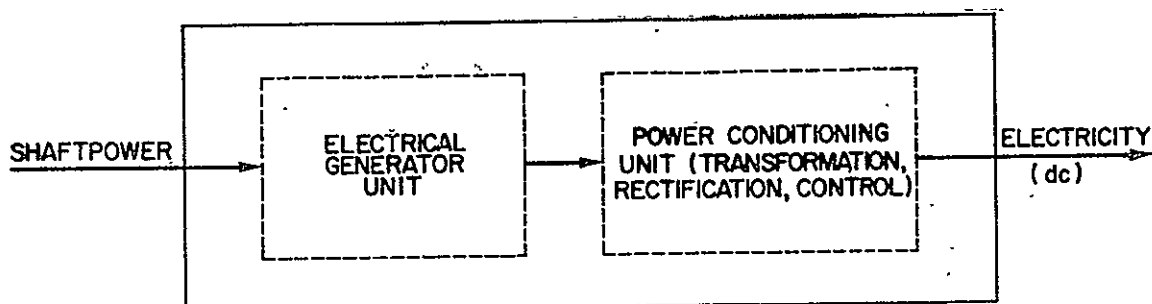 SHAFTPOWER
ELECTRICAL
GENERATOR
UNIT
POWER CONDITIONING
UNIT (TRANSFORMATION,
RECTIFICATION, CONTROL)
ELECTRICITY
(dc)